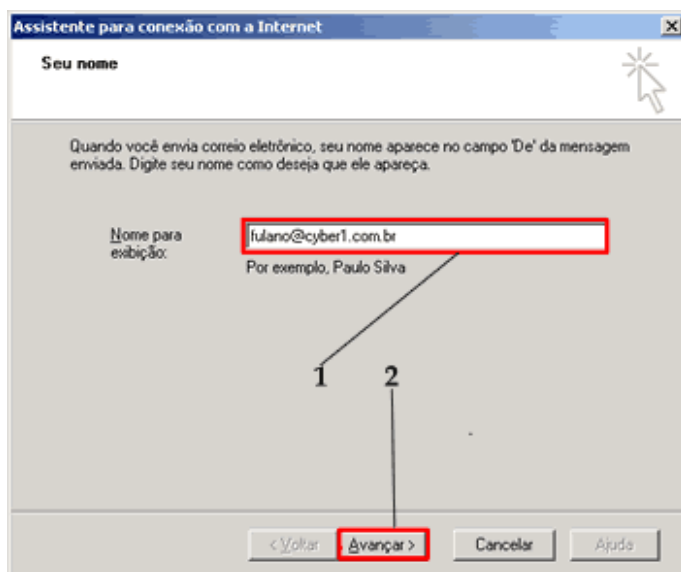 Assistente para conexão com a Internet
Seu nome
Quando você envia correio eletrônico, seu nome aparece no campo 'De' da mensagem
enviada. Digite seu nome como deseja que ele apareça.
Nome para
exibição:
fulano@cyber1.com.br
Por exemplo, Paulo Silva
1
2
< Voltar
Avançar >
Cancelar
Ajuda